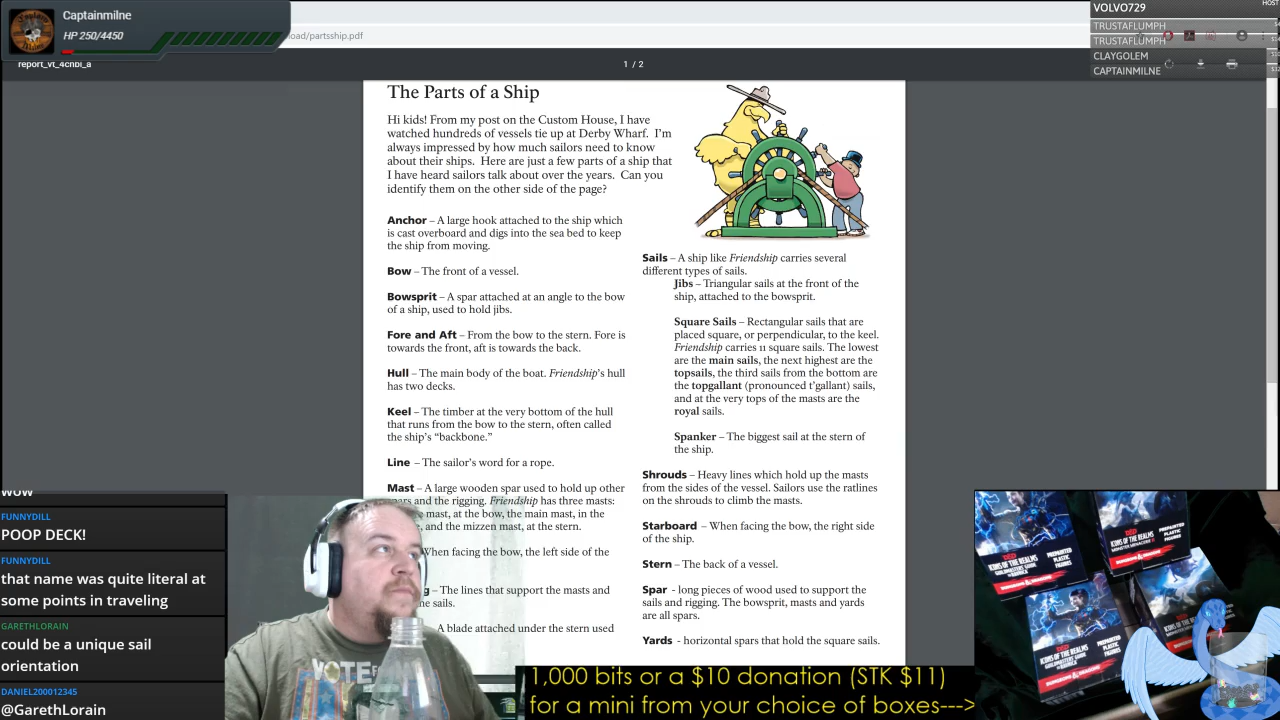 Captainmilne
HP 250/4450
load/partsship.pdf
report_vt_4cnbl_a
1 / 2
HOST
VOLVO729
TRUSTAFLUMPH
TRUSTAFLUMPH
CLAYGOLEM
CAPTAINMILNE
The Parts of a Ship
Hi kids! From my post on the Custom House, I have
watched hundreds of vessels tie up at Derby Wharf. I'm
always impressed by how much sailors need to know
about their ships. Here are just a few parts of a ship that
I have heard sailors talk about over the years. Can you
identify them on the other side of the page?
Anchor – A large hook attached to the ship which
is cast overboard and digs into the sea bed to keep
the ship from moving.
Bow – The front of a vessel.
Bowsprit – A spar attached at an angle to the bow
of a ship, used to hold jibs.
Fore and Aft – From the bow to the stern. Fore is
towards the front, aft is towards the back.
Hull – The main body of the boat. Friendship's hull
has two decks.
Keel – The timber at the very bottom of the hull
that runs from the bow to the stern, often called
the ship's "backbone."
Line – The sailor's word for a rope.
Mast – A large wooden spar used to hold up other
spars and the rigging. Friendship has three masts:
mast, at the bow, the main mast, in the
, and the mizzen mast, at the stern.
When facing the bow, the left side of the
g – The lines that support the masts and
sails.
A blade attached under the stern used
Sails – A ship like Friendship carries several
different types of sails.
Jibs – Triangular sails at the front of the
ship, attached to the bowsprit.
Square Sails – Rectangular sails that are
placed square, or perpendicular, to the keel.
Friendship carries 11 square sails. The lowest
are the main sails, the next highest are the
topsails, the third sails from the bottom are
the topgallant (pronounced t'gallant) sails,
and at the very tops of the masts are the
royal sails.
Spanker – The biggest sail at the stern of
the ship.
Shrouds – Heavy lines which hold up the masts
from the sides of the vessel. Sailors use the ratlines
on the shrouds to climb the masts.
Starboard – When facing the bow, the right side
of the ship.
Stern – The back of a vessel.
Spar - long pieces of wood used to support the
sails and rigging. The bowsprit, masts and yards
are all spars.
Yards - horizontal spars that hold the square sails.
wow
FUNNYDILL
POOP DECK!
FUNNYDILL
that name was quite literal at
some points in traveling
GARETHLORAIN
could be a unique sail
orientation
DANIEL200012345
@GarethLorain
VOTE
ICONS OF THE REALMS
PREPAINTED
PLASTIC
FIGURES
ICONS OF THE REALMS
1,000 bits or a $10 donation (STK $11)
for a mini from your choice of boxes--->